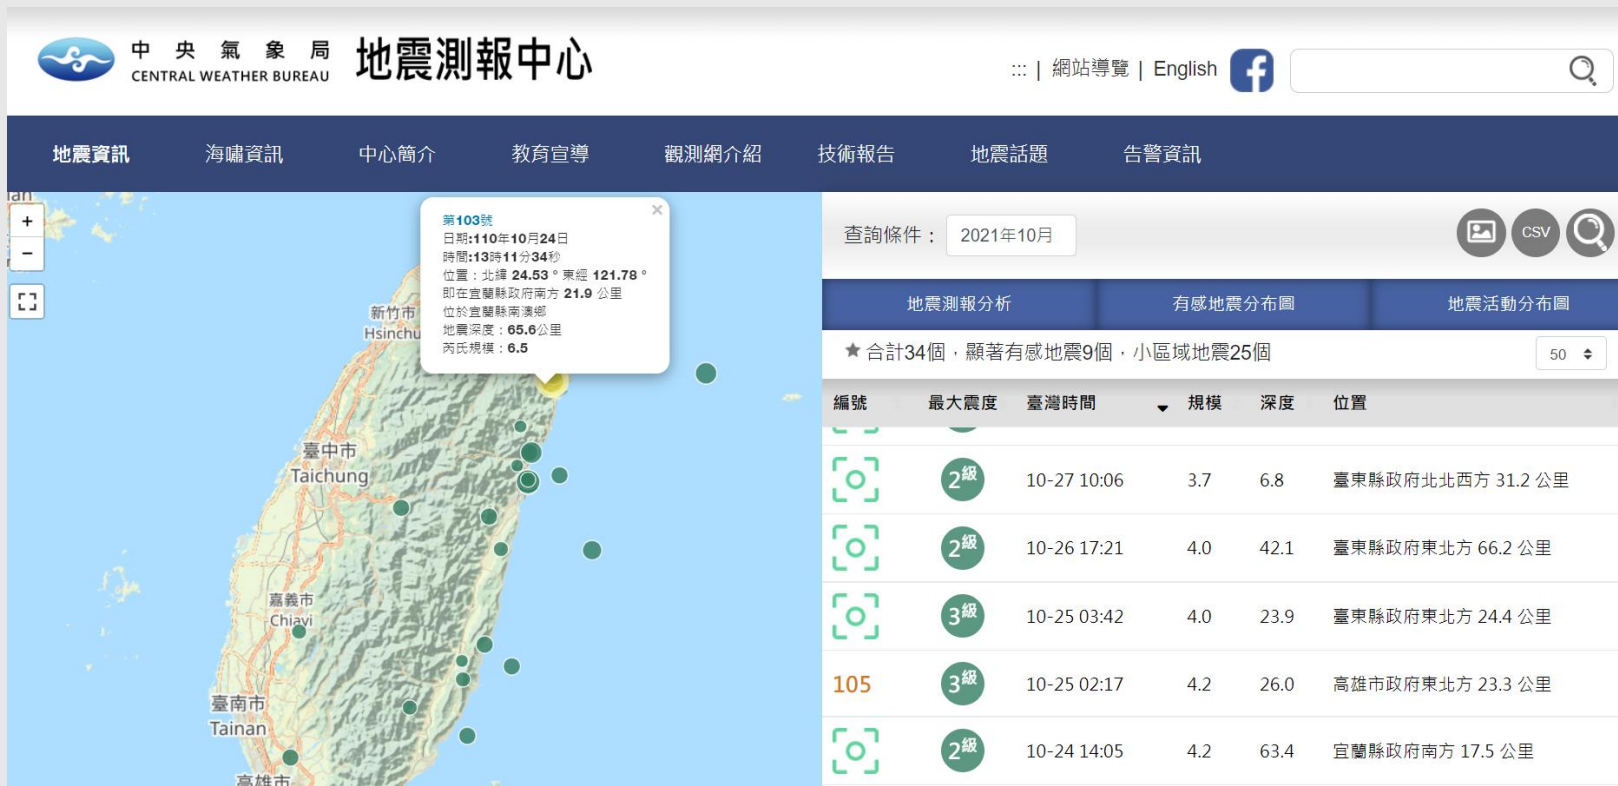 中央氣象局
CENTRAL WEATHER BUREAU
地震測報中心
::: | 網站導覽 | English
地震資訊 海嘯資訊 中心簡介 教育宣導 觀測網介紹 技術報告 地震話題 告警資訊
+
−
第103號
日期:110年10月24日
時間:13時11分34秒
位置：北緯 24.53 ° 東經 121.78 °
即在宜蘭縣政府南方 21.9 公里
位於宜蘭縣南澳鄉
地震深度：65.6公里
芮氏規模：6.5
×
新竹市
Hsinchu
臺中市
Taichung
嘉義市
Chiayi
臺南市
Tainan
高雄市
查詢條件： 2021年10月
CSV
地震測報分析 有感地震分布圖 地震活動分布圖
★ 合計34個，顯著有感地震9個，小區域地震25個
50
編號 最大震度 臺灣時間 規模 深度 位置
2級 10-27 10:06 3.7 6.8 臺東縣政府北北西方 31.2 公里
2級 10-26 17:21 4.0 42.1 臺東縣政府東北方 66.2 公里
3級 10-25 03:42 4.0 23.9 臺東縣政府東北方 24.4 公里
105 3級 10-25 02:17 4.2 26.0 高雄市政府東北方 23.3 公里
2級 10-24 14:05 4.2 63.4 宜蘭縣政府南方 17.5 公里